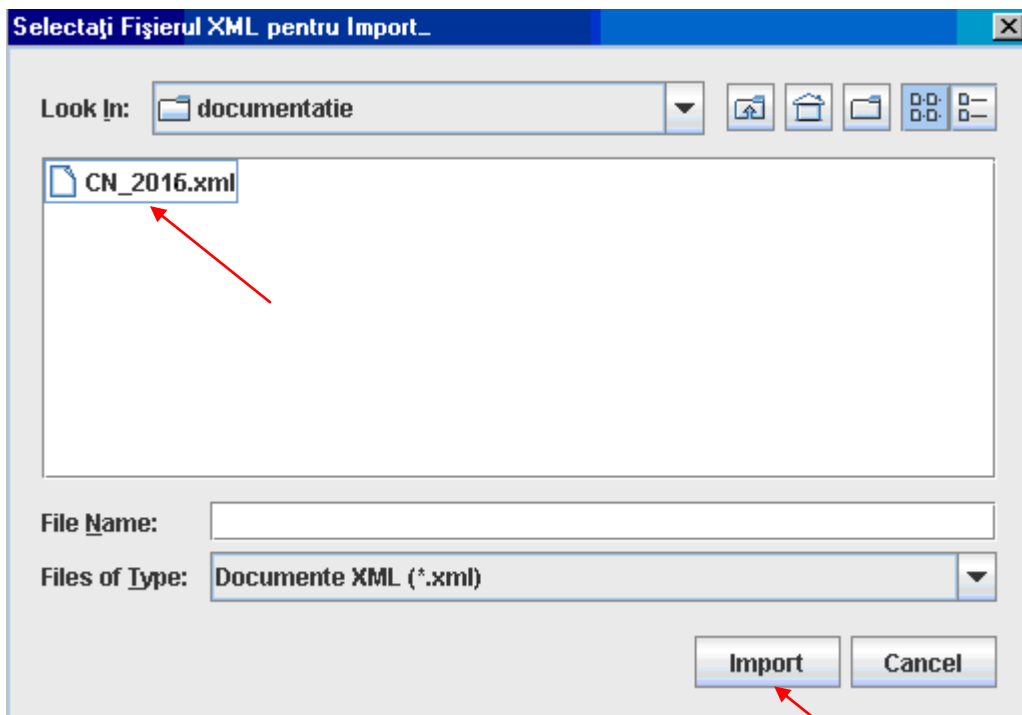 Selectaţi Fişierul XML pentru Import...
Look In: documentatie
CN_2016.xml
File Name:
Files of Type: Documente XML (*.xml)
Import Cancel